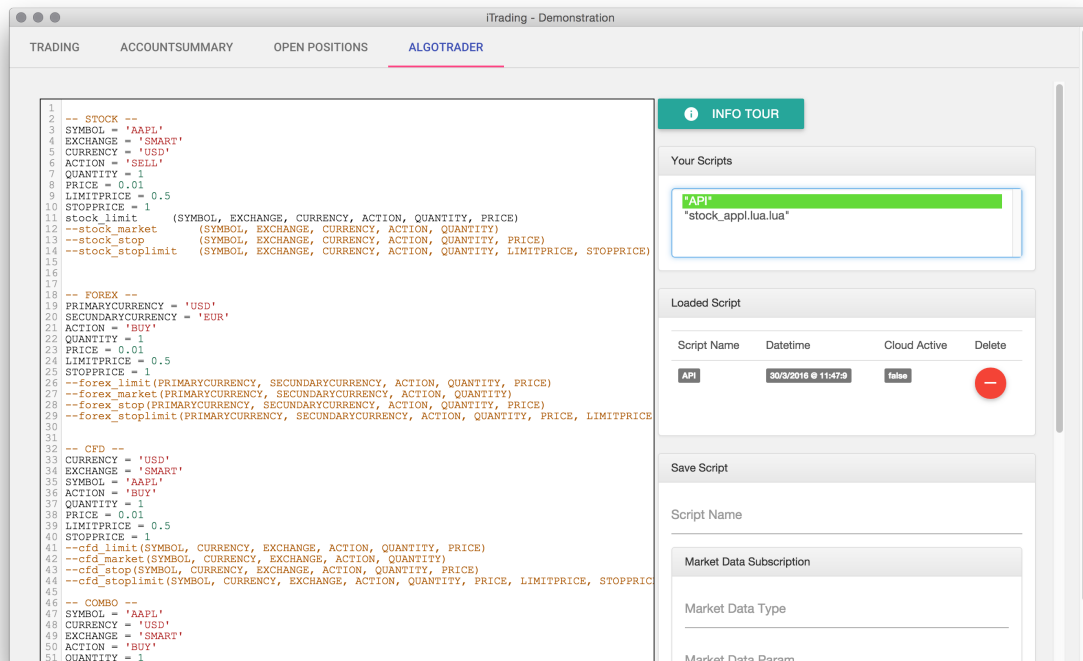 iTrading - Demonstration
TRADING ACCOUNTSUMMARY OPEN POSITIONS ALGOTRADER
1
2 -- STOCK --
3 SYMBOL = 'AAPL'
4 EXCHANGE = 'SMART'
5 CURRENCY = 'USD'
6 ACTION = 'SELL'
7 QUANTITY = 1
8 PRICE = 0.01
9 LIMITPRICE = 0.5
10 STOPPRICE = 1
11 stock_limit (SYMBOL, EXCHANGE, CURRENCY, ACTION, QUANTITY, PRICE)
12 --stock_market (SYMBOL, EXCHANGE, CURRENCY, ACTION, QUANTITY)
13 --stock_stop (SYMBOL, EXCHANGE, CURRENCY, ACTION, QUANTITY, PRICE)
14 --stock_stoplimit (SYMBOL, EXCHANGE, CURRENCY, ACTION, QUANTITY, LIMITPRICE, STOPPRICE)
15
16
17
18 -- FOREX --
19 PRIMARYCURRENCY = 'USD'
20 SECUNDARYCURRENCY = 'EUR'
21 ACTION = 'BUY'
22 QUANTITY = 1
23 PRICE = 0.01
24 LIMITPRICE = 0.5
25 STOPPRICE = 1
26 --forex_limit(PRIMARYCURRENCY, SECUNDARYCURRENCY, ACTION, QUANTITY, PRICE)
27 --forex_market(PRIMARYCURRENCY, SECUNDARYCURRENCY, ACTION, QUANTITY)
28 --forex_stop(PRIMARYCURRENCY, SECUNDARYCURRENCY, ACTION, QUANTITY, PRICE)
29 --forex_stoplimit(PRIMARYCURRENCY, SECUNDARYCURRENCY, ACTION, QUANTITY, PRICE, LIMITPRICE
30
31
32 -- CFD --
33 CURRENCY = 'USD'
34 EXCHANGE = 'SMART'
35 SYMBOL = 'AAPL'
36 ACTION = 'BUY'
37 QUANTITY = 1
38 PRICE = 0.01
39 LIMITPRICE = 0.5
40 STOPPRICE = 1
41 --cfd_limit(SYMBOL, CURRENCY, EXCHANGE, ACTION, QUANTITY, PRICE)
42 --cfd_market(SYMBOL, CURRENCY, EXCHANGE, ACTION, QUANTITY)
43 --cfd_stop(SYMBOL, CURRENCY, EXCHANGE, ACTION, QUANTITY, PRICE)
44 --cfd_stoplimit(SYMBOL, CURRENCY, EXCHANGE, ACTION, QUANTITY, PRICE, LIMITPRICE, STOPPRIC
45
46 -- COMBO --
47 SYMBOL = 'AAPL'
48 CURRENCY = 'USD'
49 EXCHANGE = 'SMART'
50 ACTION = 'BUY'
51 QUANTITY = 1
INFO TOUR
Your Scripts
"API"
"stock_appl.lua.lua"
Loaded Script
Script Name Datetime Cloud Active Delete
API 30/3/2016 @ 11:47:9 false
Save Script
Script Name
Market Data Subscription
Market Data Type
Market Data Param